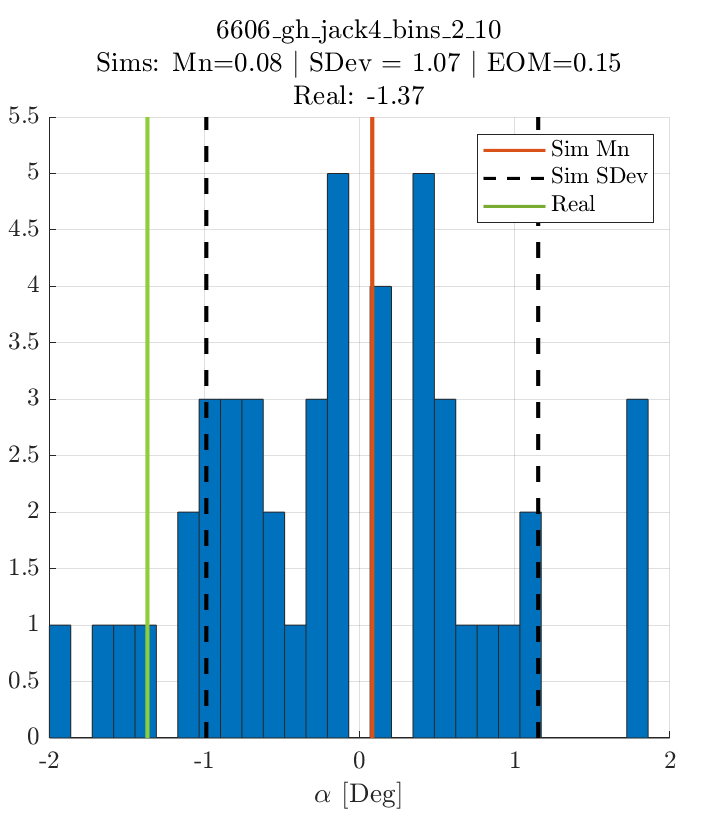 6606_gh_jack4_bins_2_10
Sims: Mn=0.08 | SDev = 1.07 | EOM=0.15
Real: -1.37
5.5
5
4.5
4
3.5
3
2.5
2
1.5
1
0.5
0
-2
-1
0
1
2
α [Deg]
Sim Mn
Sim SDev
Real